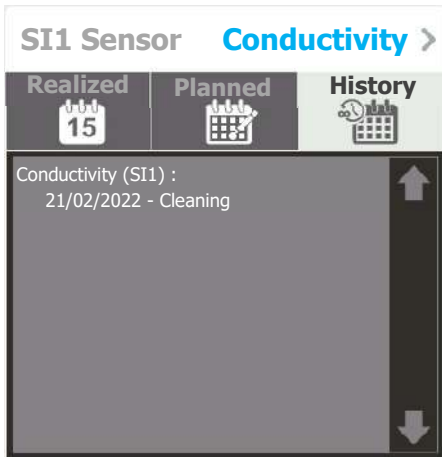 SI1 Sensor Conductivity >
Realized Planned History
15
Conductivity (SI1) :
21/02/2022 - Cleaning